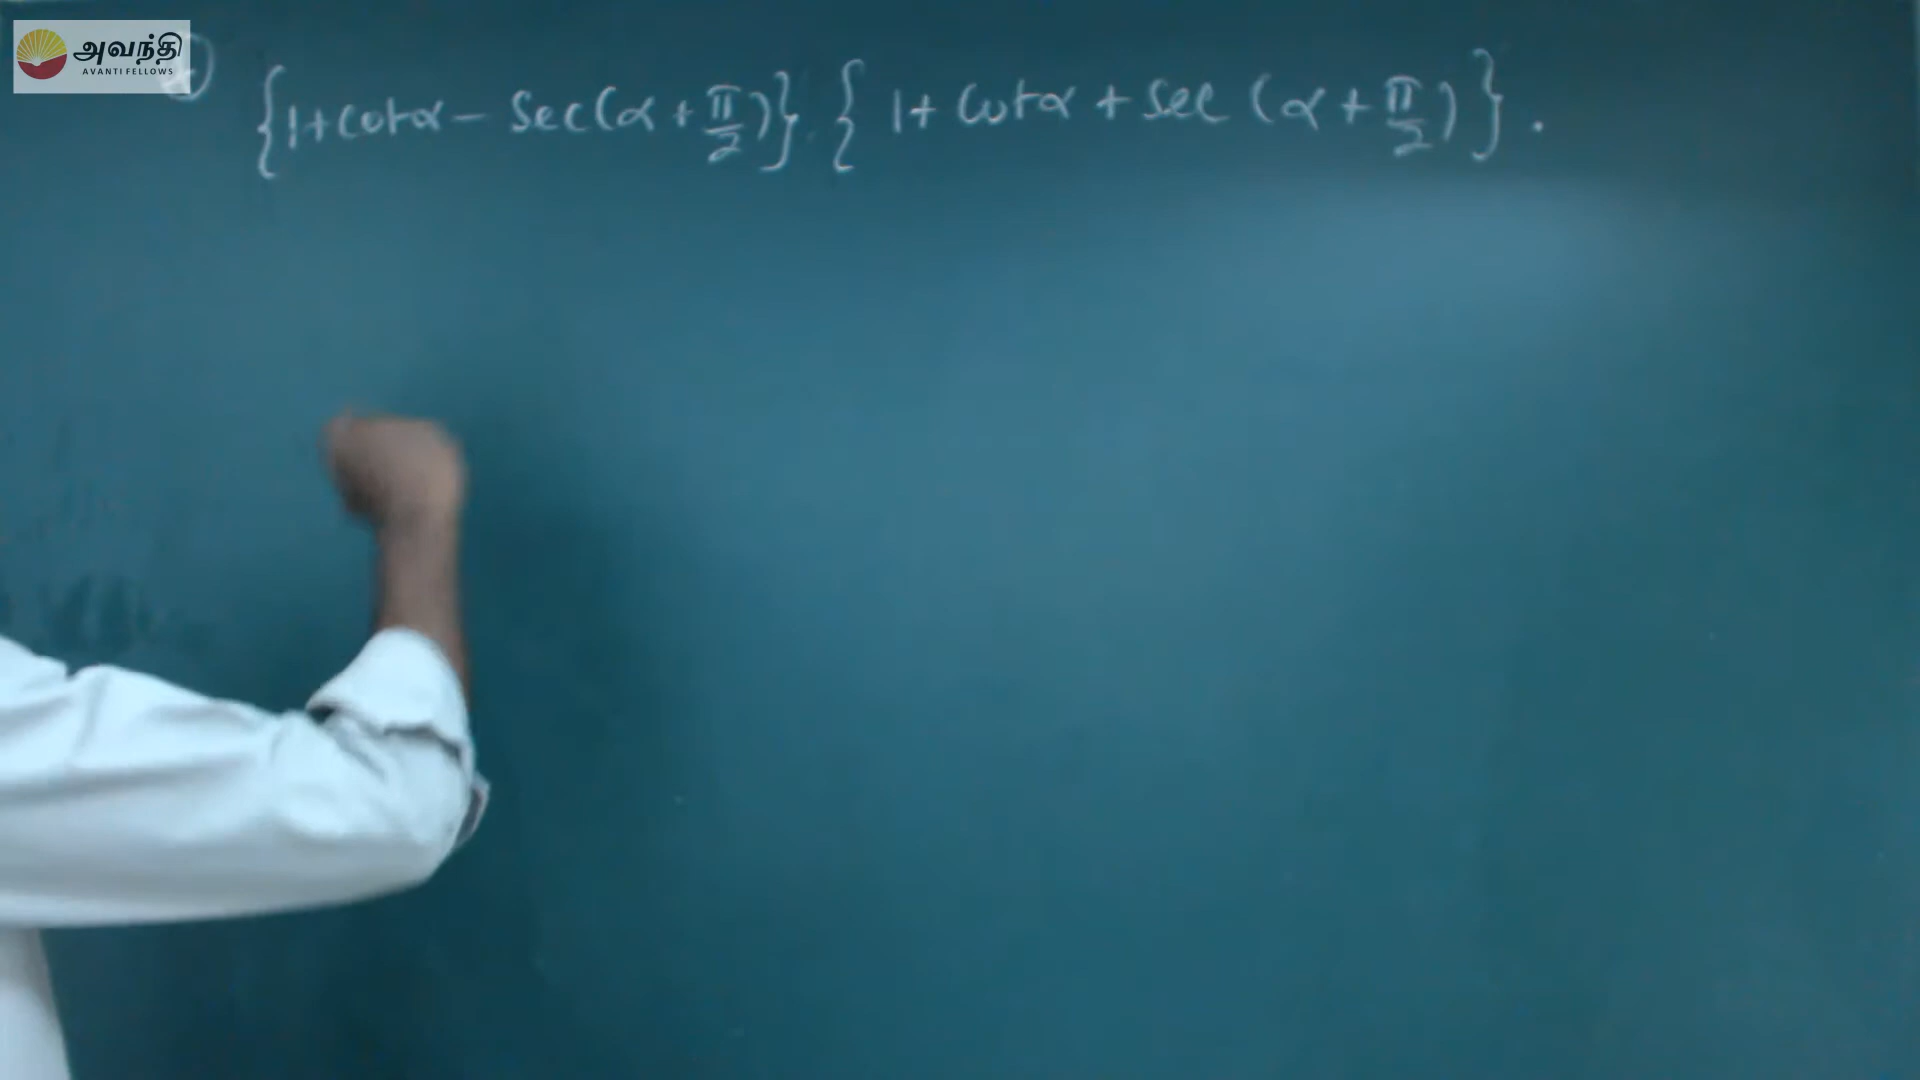 அவந்தி
AVANTI FELLOWS
{1+cotα - Sec(α + π/2)} {1+ cotα + Sec (α + π/2)}.